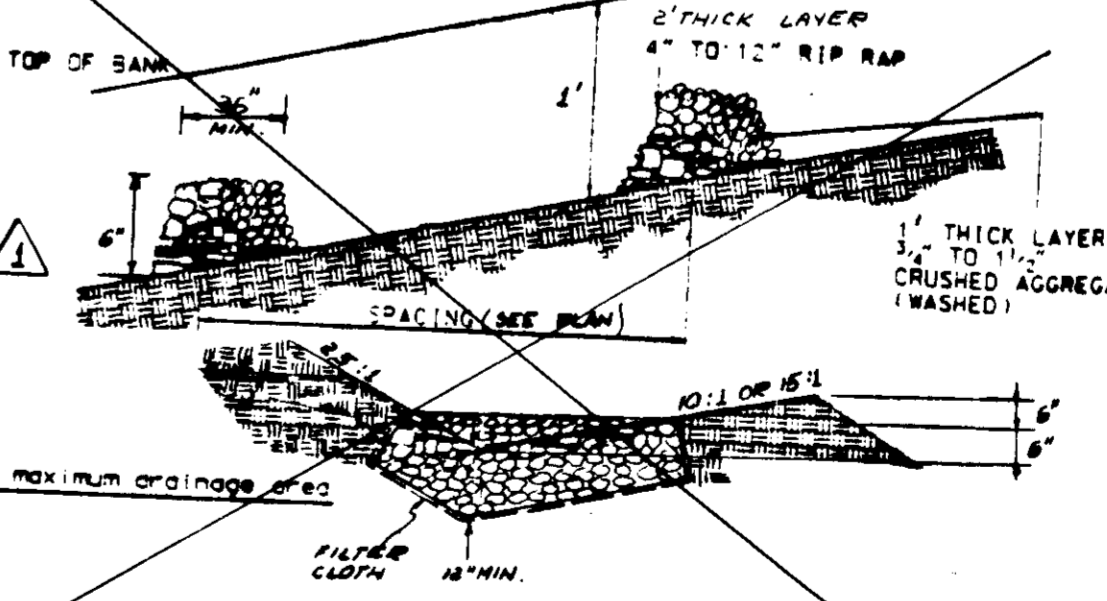 2' THICK LAYER
4" TO 12" RIP RAP
TOP OF BANK
36"
MIN.
1'
6"
1
1' THICK LAYER
3/4" TO 1 1/2"
CRUSHED AGGREGA
(WASHED)
SPACING (SEE PLAN)
2.5:1
10:1 OR 15:1
6"
6"
maximum drainage area
FILTER
CLOTH
12" MIN.